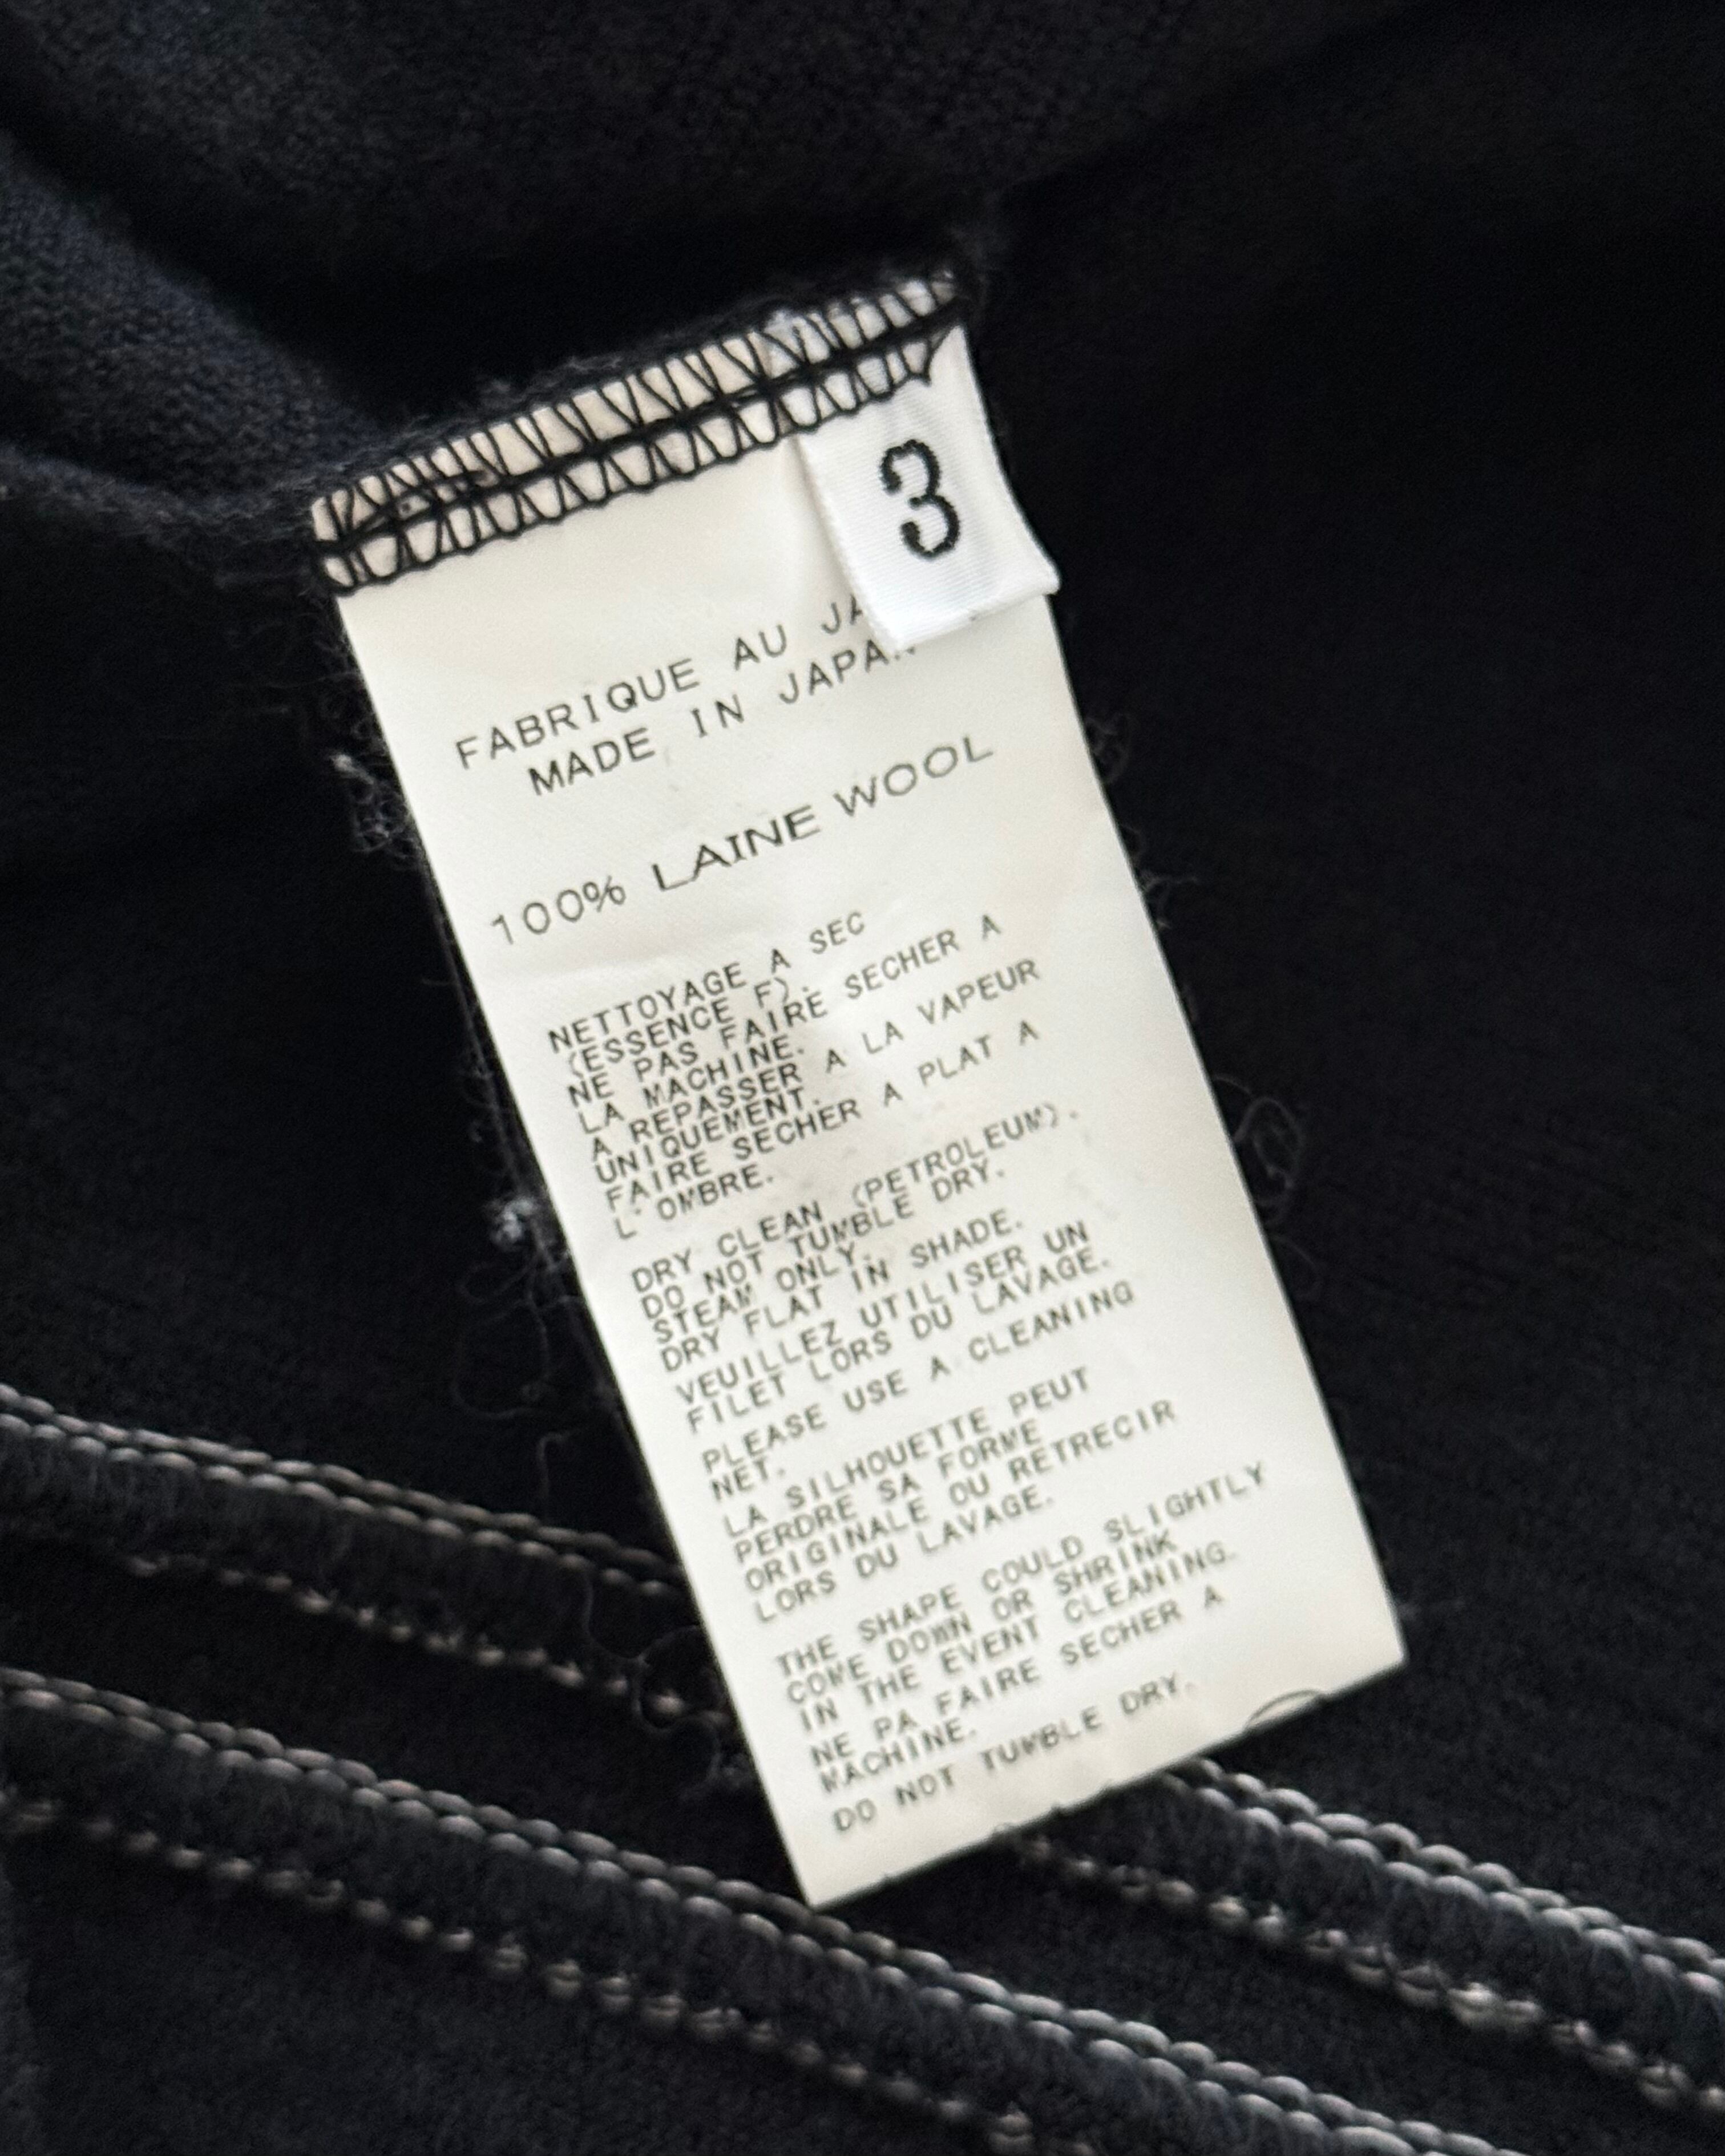 3
FABRIQUE AU JA
MADE IN JAPAN
100% LAINE WOOL
NETTOYAGE A SEC
(ESSENCE F).
NE PAS FAIRE SECHER A
LA MACHINE.
A REPASSER A LA VAPEUR
UNIQUEMENT.
FAIRE SECHER A PLAT A
L'OMBRE.
DRY CLEAN (PETROLEUM).
DO NOT TUMBLE DRY.
STEAM ONLY.
DRY FLAT IN SHADE.
VEUILLEZ UTILISER UN
FILET LORS DU LAVAGE.
PLEASE USE A CLEANING
NET.
LA SILHOUETTE PEUT
PERDRE SA FORME
ORIGINALE OU RETRECIR
LORS DU LAVAGE.
THE SHAPE COULD SLIGHTLY
COME DOWN OR SHRINK
IN THE EVENT CLEANING.
NE PA FAIRE SECHER A
MACHINE.
DO NOT TUMBLE DRY.